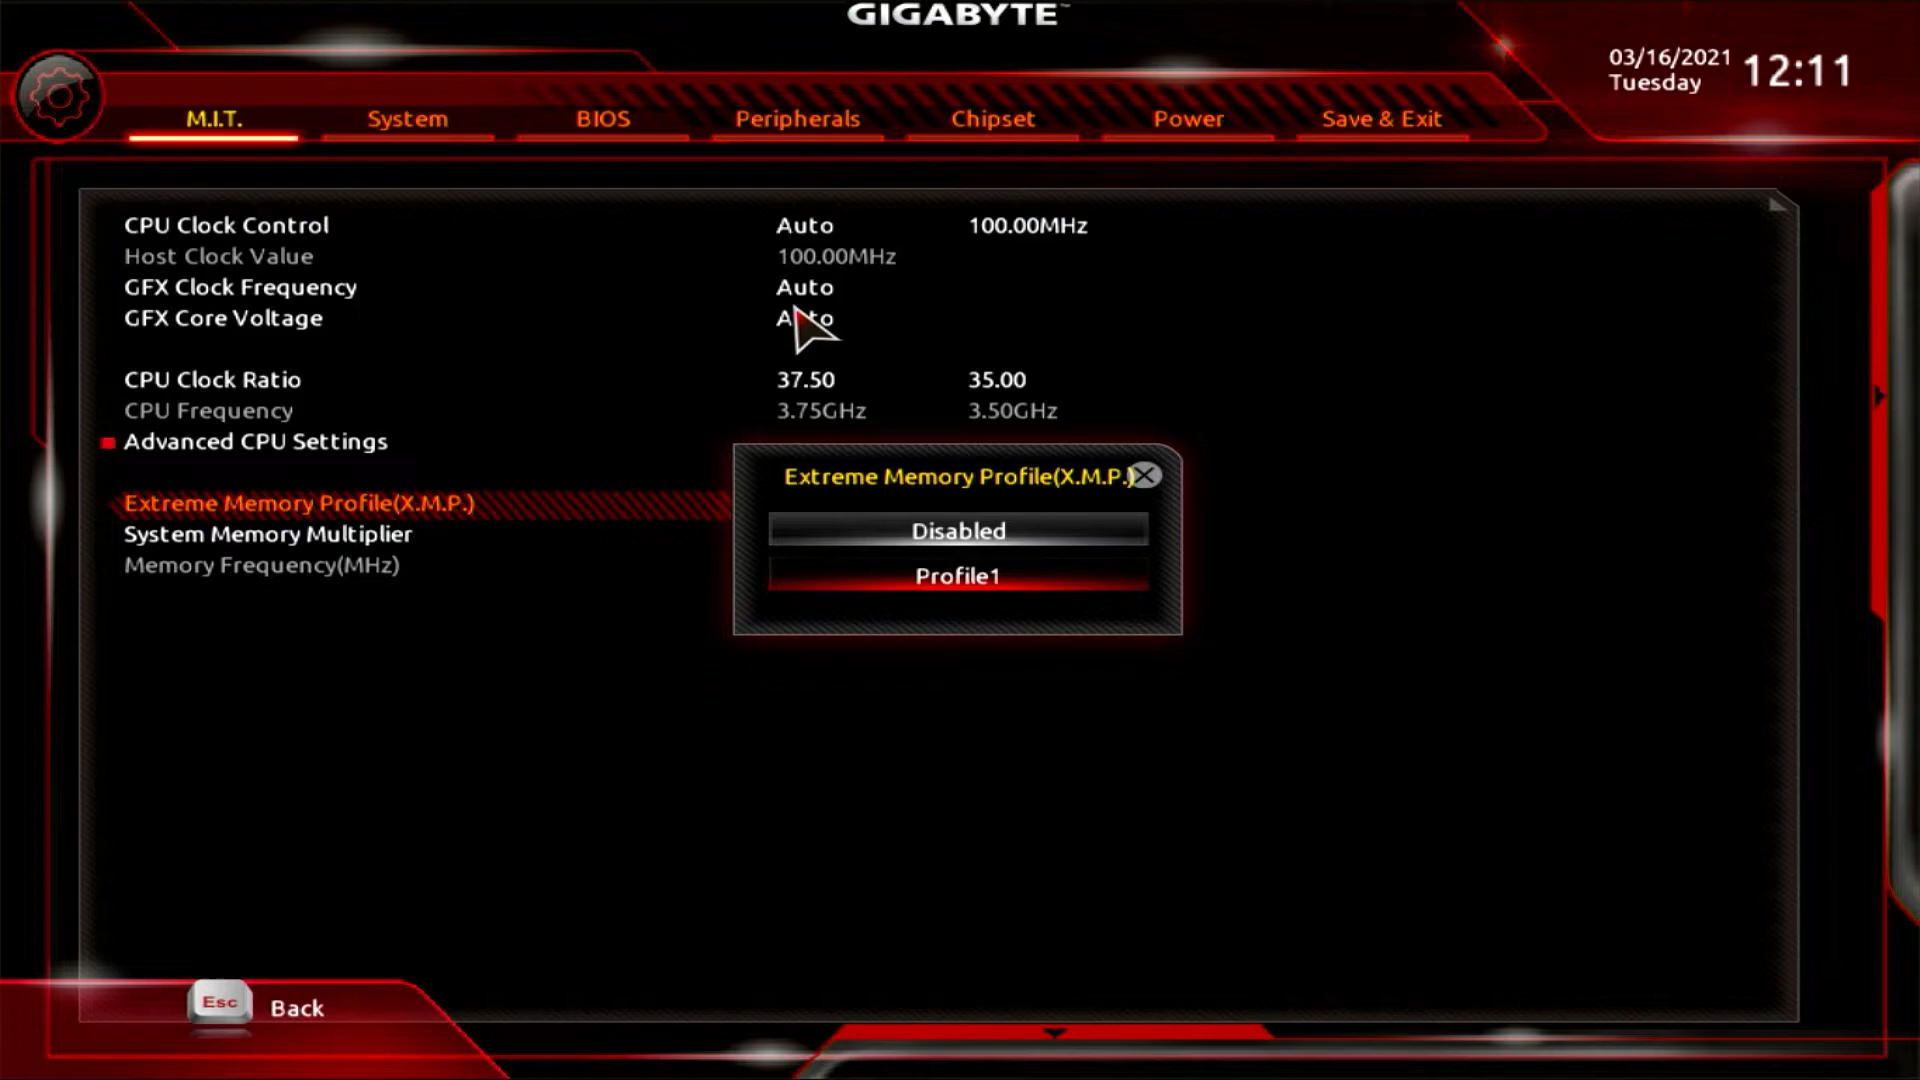 GIGABYTE™
03/16/2021
Tuesday
12:11
M.I.T. System BIOS Peripherals Chipset Power Save & Exit
CPU Clock Control Auto 100.00MHz
Host Clock Value 100.00MHz
GFX Clock Frequency Auto
GFX Core Voltage Auto
CPU Clock Ratio 37.50 35.00
CPU Frequency 3.75GHz 3.50GHz
Advanced CPU Settings
Extreme Memory Profile(X.M.P.)
System Memory Multiplier
Memory Frequency(MHz)
Extreme Memory Profile(X.M.P.)
Disabled
Profile1
Esc Back